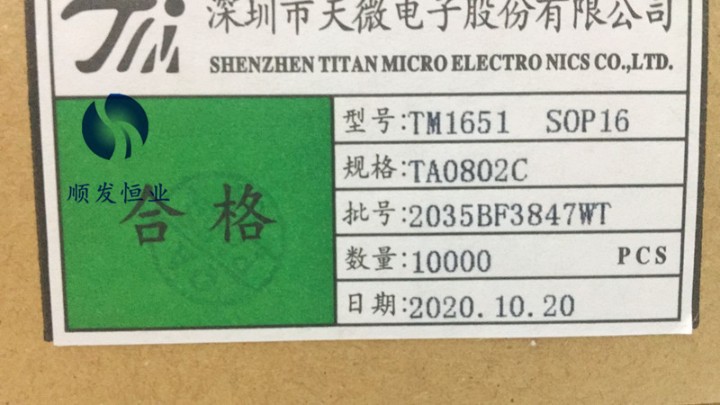 深圳市天微电子股份有限公司
SHENZHEN TITAN MICRO ELECTRO NICS CO.,LTD.
型号:TM1651 SOP16
规格:TA0802C
顺发恒业
合格
批号:2035BF3847WT
数量:10000 PCS
日期:2020.10.20